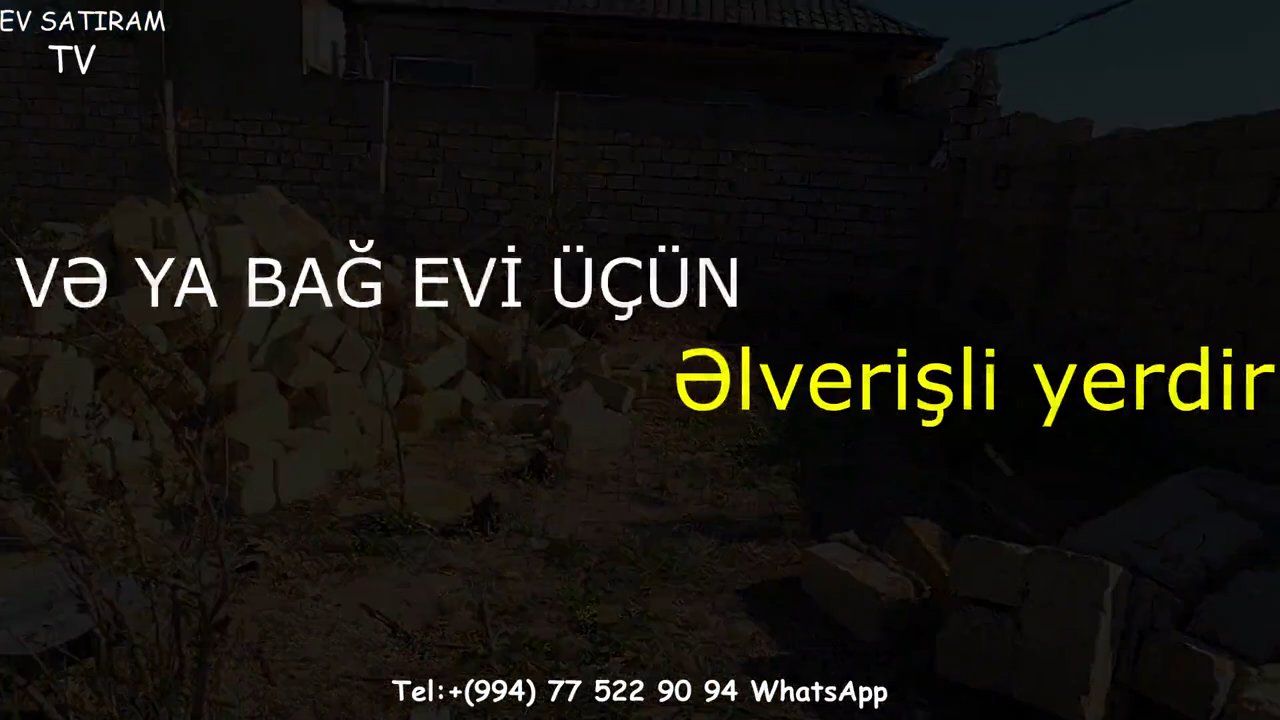 EV SATIRAM
TV
VƏ YA BAĞ EVİ ÜÇÜN
Əlverişli yerdir
Tel:+(994) 77 522 90 94 WhatsApp